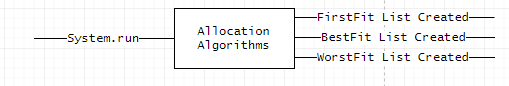 System.run
Allocation
Algorithms
FirstFit List Created
BestFit List Created
WorstFit List Created